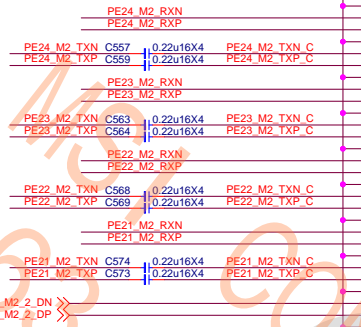 PE24_M2_RXN
PE24_M2_RXP
PE24_M2_TXN C557 0.22u16X4 PE24_M2_TXN_C
PE24_M2_TXP C559 0.22u16X4 PE24_M2_TXP_C
PE23_M2_RXN
PE23_M2_RXP
PE23_M2_TXN C563 0.22u16X4 PE23_M2_TXN_C
PE23_M2_TXP C564 0.22u16X4 PE23_M2_TXP_C
PE22_M2_RXN
PE22_M2_RXP
PE22_M2_TXN C568 0.22u16X4 PE22_M2_TXN_C
PE22_M2_TXP C569 0.22u16X4 PE22_M2_TXP_C
PE21_M2_RXN
PE21_M2_RXP
PE21_M2_TXN C574 0.22u16X4 PE21_M2_TXN_C
PE21_M2_TXP C573 0.22u16X4 PE21_M2_TXP_C
M2_2_DN
M2_2_DP
MSI